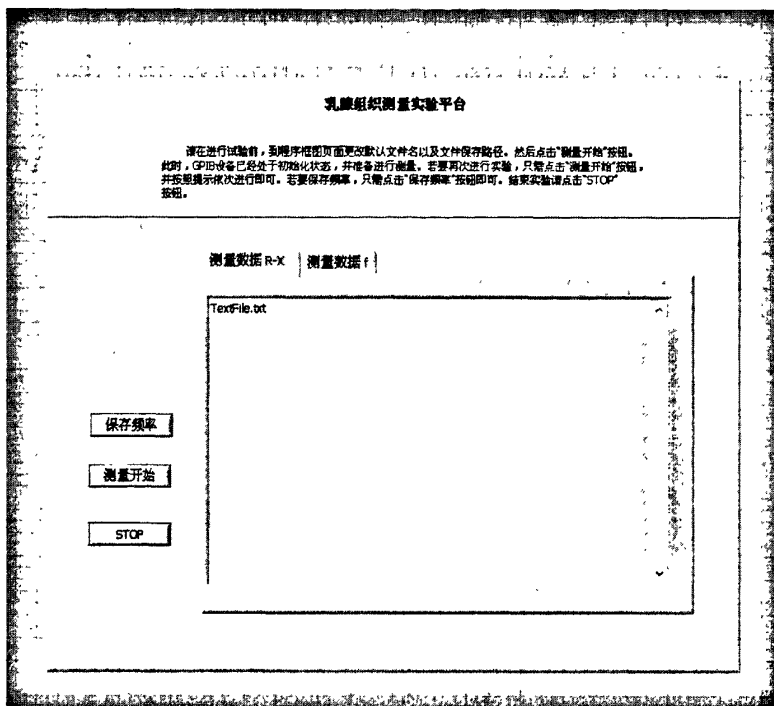 乳腺组织测量实验平台
请在进行试验前，到程序框图页面更改默认文件名以及文件保存路径。然后点击"测量开始"按钮。
此时，GPIB设备已经处于初始化状态，并准备进行测量。若要再次进行实验，只需点击"测量开始"按钮，
并按照提示依次进行即可。若要保存频率，只需点击"保存频率"按钮即可。结束实验请点击"STOP"
按钮。
测量数据 R-X 测量数据 f
TextFile.txt
保存频率
测量开始
STOP